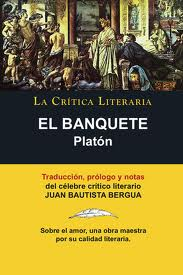 La Crítica Literaria
EL BANQUETE
Platón
Traducción, prólogo y notas
del célebre crítico literario
JUAN BAUTISTA BERGUA
Sobre el amor, una obra maestra
por su calidad literaria.